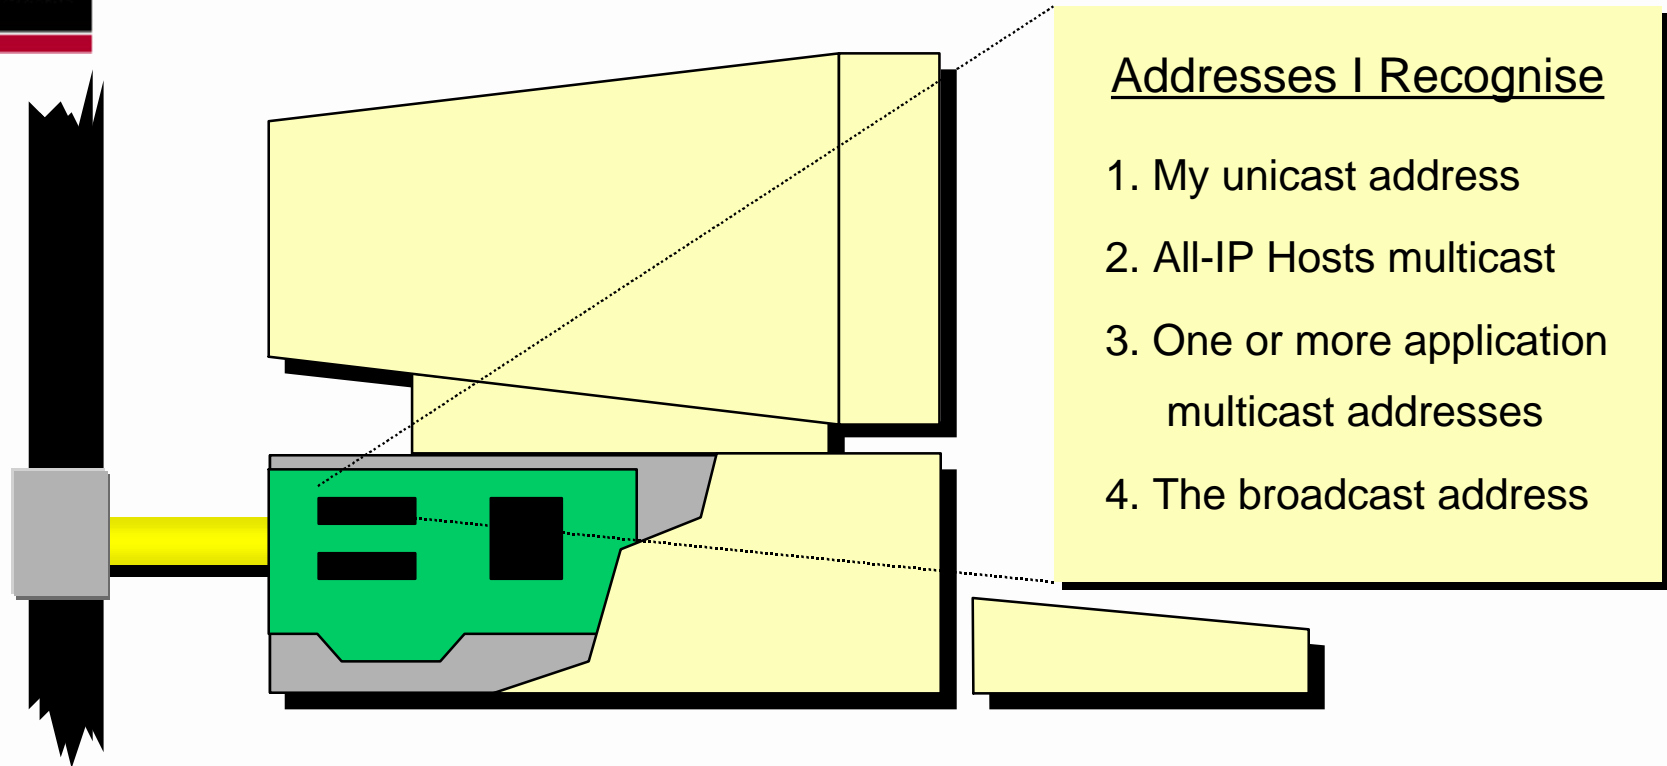 Addresses I Recognise
1. My unicast address
2. All-IP Hosts multicast
3. One or more application
multicast addresses
4. The broadcast address